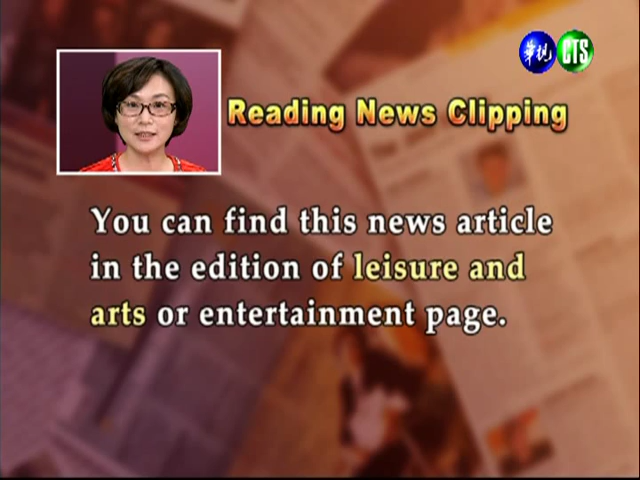 華視 CTS
Reading News Clipping
You can find this news article
in the edition of leisure and
arts or entertainment page.